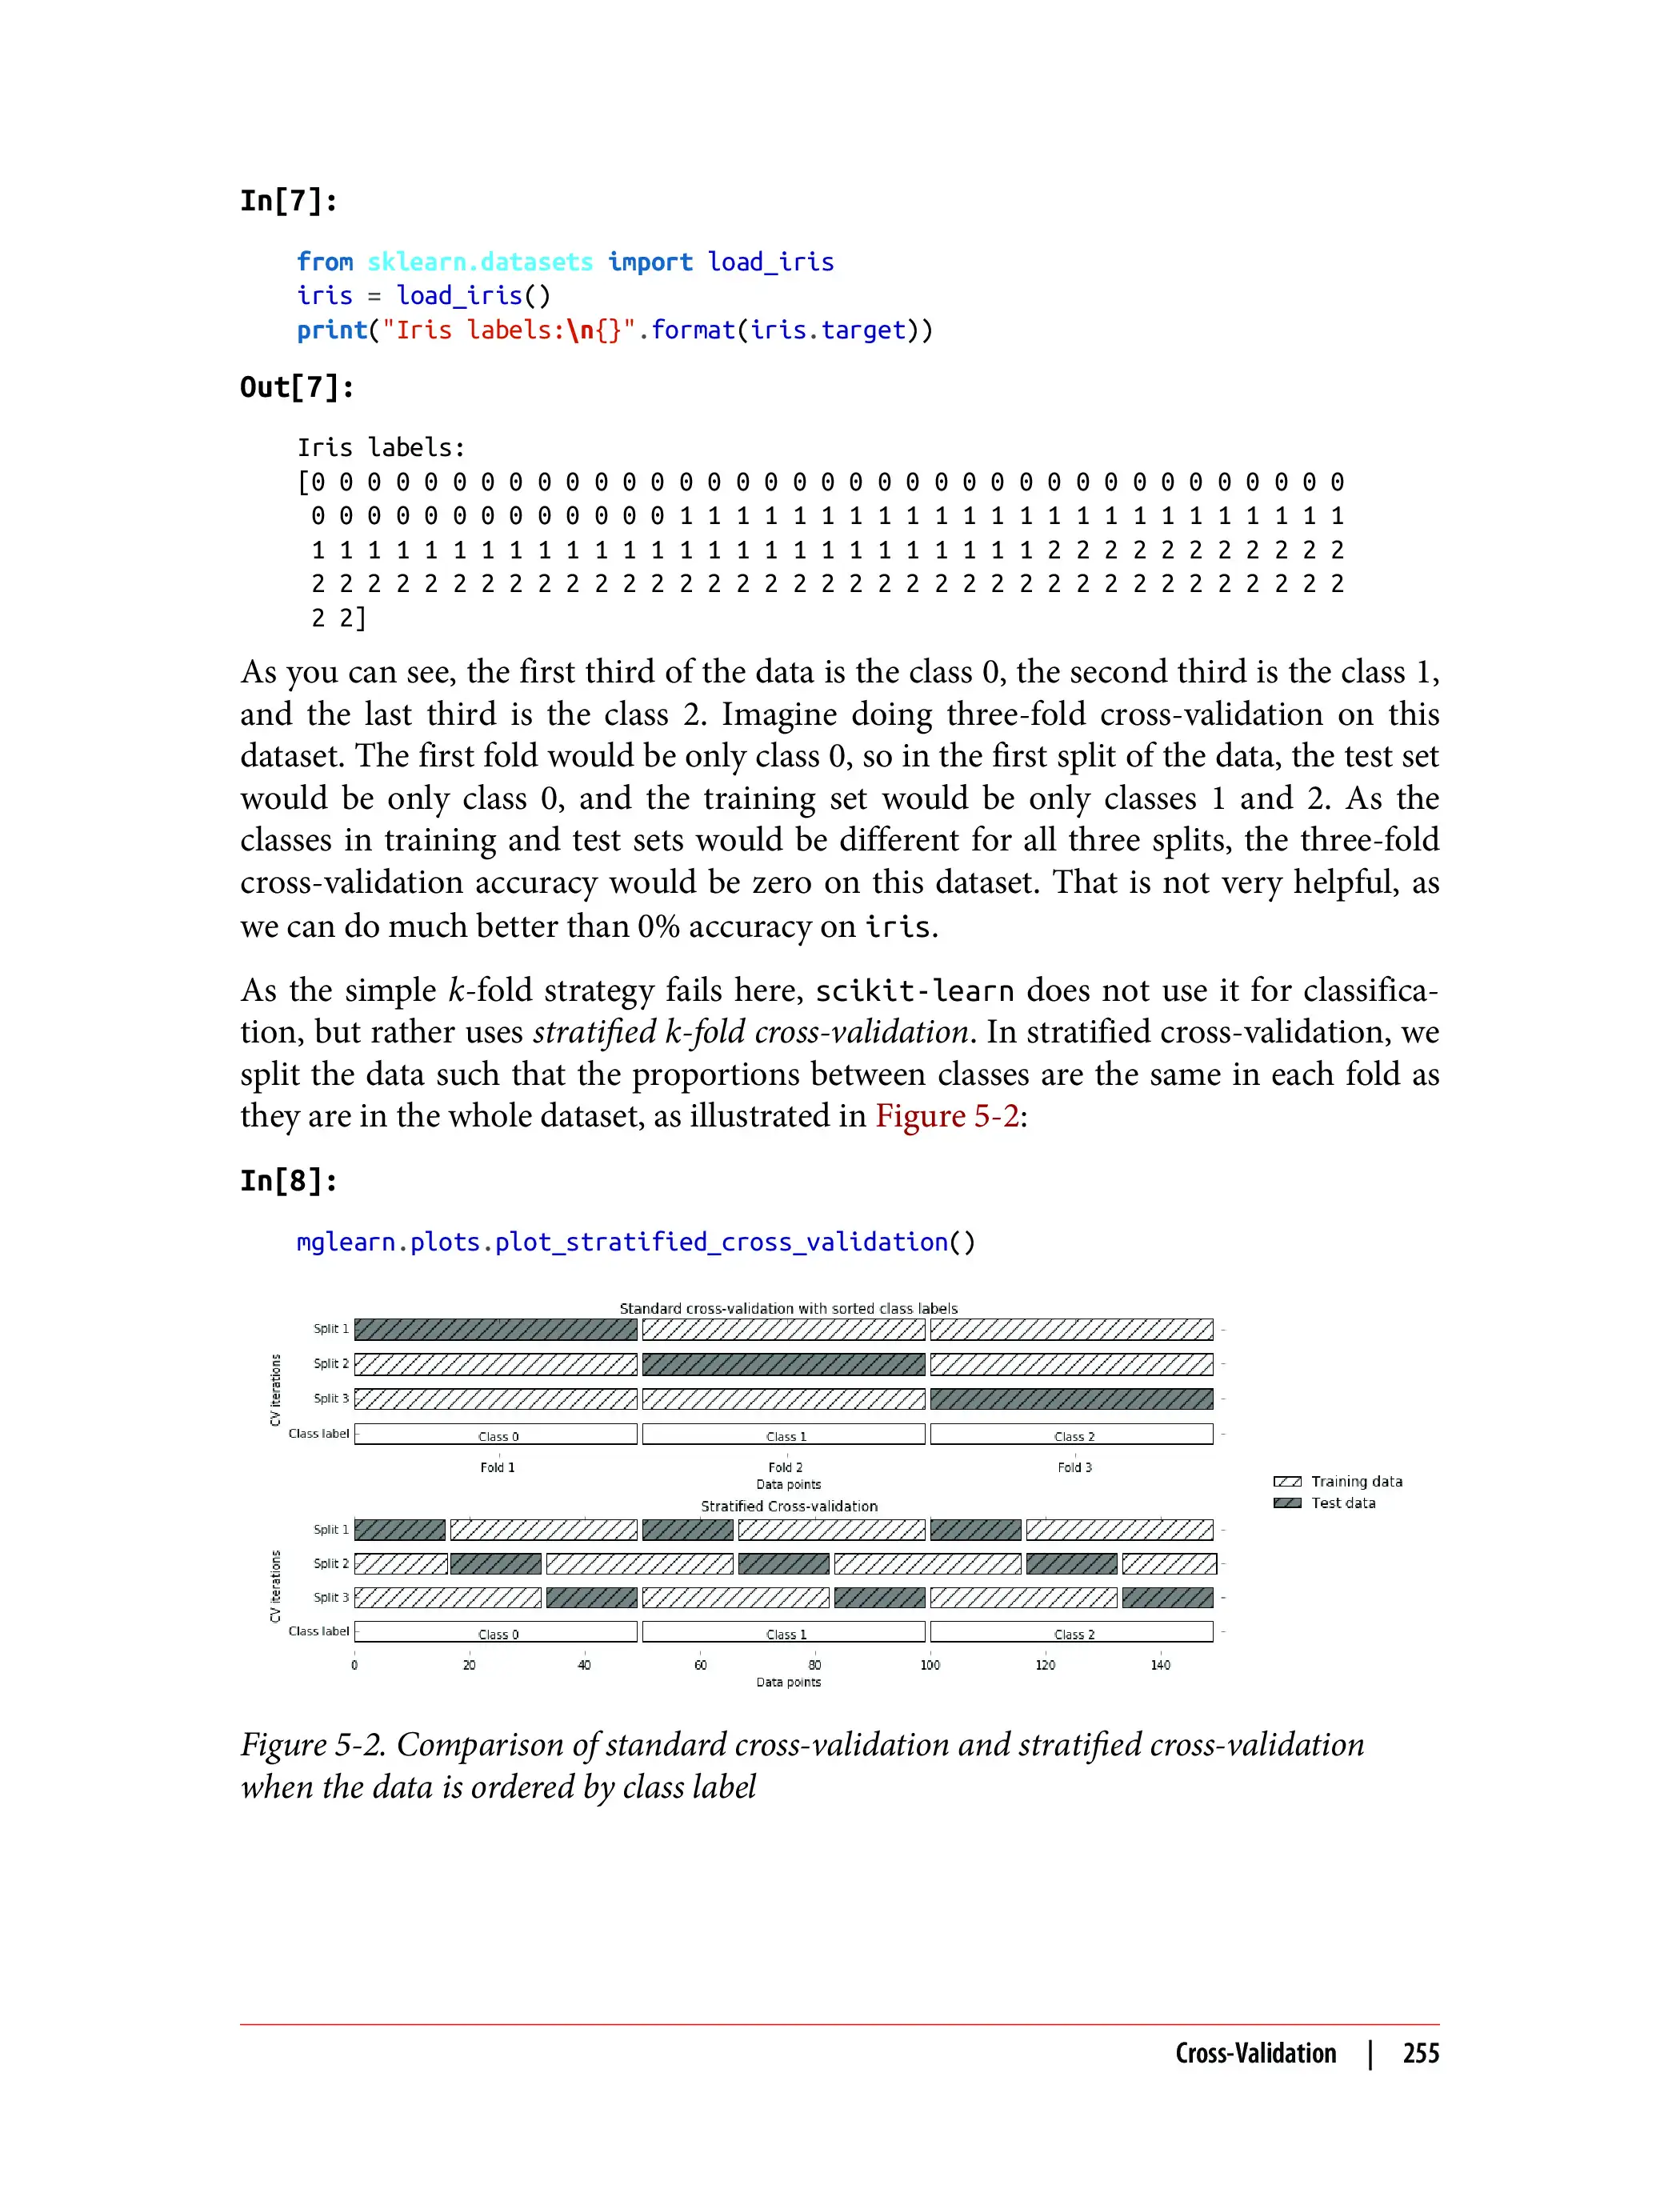 In[7]:
from sklearn.datasets import load_iris
iris = load_iris()
print("Iris labels:\n{}".format(iris.target))
Out[7]:
Iris labels:
[0 0 0 0 0 0 0 0 0 0 0 0 0 0 0 0 0 0 0 0 0 0 0 0 0 0 0 0 0 0 0 0 0 0 0 0 0
0 0 0 0 0 0 0 0 0 0 0 0 0 1 1 1 1 1 1 1 1 1 1 1 1 1 1 1 1 1 1 1 1 1 1 1 1
1 1 1 1 1 1 1 1 1 1 1 1 1 1 1 1 1 1 1 1 1 1 1 1 1 1 2 2 2 2 2 2 2 2 2 2 2
2 2 2 2 2 2 2 2 2 2 2 2 2 2 2 2 2 2 2 2 2 2 2 2 2 2 2 2 2 2 2 2 2 2 2 2 2
2 2]
As you can see, the first third of the data is the class 0, the second third is the class 1,
and the last third is the class 2. Imagine doing three-fold cross-validation on this
dataset. The first fold would be only class 0, so in the first split of the data, the test set
would be only class 0, and the training set would be only classes 1 and 2. As the
classes in training and test sets would be different for all three splits, the three-fold
cross-validation accuracy would be zero on this dataset. That is not very helpful, as
we can do much better than 0% accuracy on iris.
As the simple k-fold strategy fails here, scikit-learn does not use it for classifica-
tion, but rather uses stratified k-fold cross-validation. In stratified cross-validation, we
split the data such that the proportions between classes are the same in each fold as
they are in the whole dataset, as illustrated in Figure 5-2:
In[8]:
mglearn.plots.plot_stratified_cross_validation()
Standard cross-validation with sorted class labels
CV iterations
Split 1
Split 2
Split 3
Class label
Class 0
Class 1
Class 2
Fold 1
Fold 2
Fold 3
Data points
Training data
Test data
Stratified Cross-validation
CV iterations
Split 1
Split 2
Split 3
Class label
Class 0
Class 1
Class 2
0
20
40
60
80
100
120
140
Data points
Figure 5-2. Comparison of standard cross-validation and stratified cross-validation
when the data is ordered by class label
Cross-Validation | 255